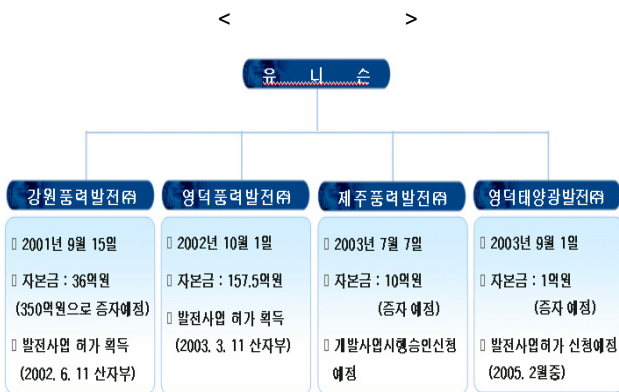 < >
유 니 슨
강원풍력발전㈜
▯ 2001년 9월 15일
▯ 자본금 : 36억원
(350억원으로 증자예정)
▯ 발전사업 허가 획득
(2002. 6. 11 산자부)
영덕풍력발전㈜
▯ 2002년 10월 1일
▯ 자본금 : 157.5억원
▯ 발전사업 허가 획득
(2003. 3. 11 산자부)
제주풍력발전㈜
▯ 2003년 7월 7일
▯ 자본금 : 10억원
(증자 예정)
▯ 개발사업시행승인신청
예정
영덕태양광발전㈜
▯ 2003년 9월 1일
▯ 자본금 : 1억원
(증자 예정)
▯ 발전사업허가 신청예정
(2005. 2월중)